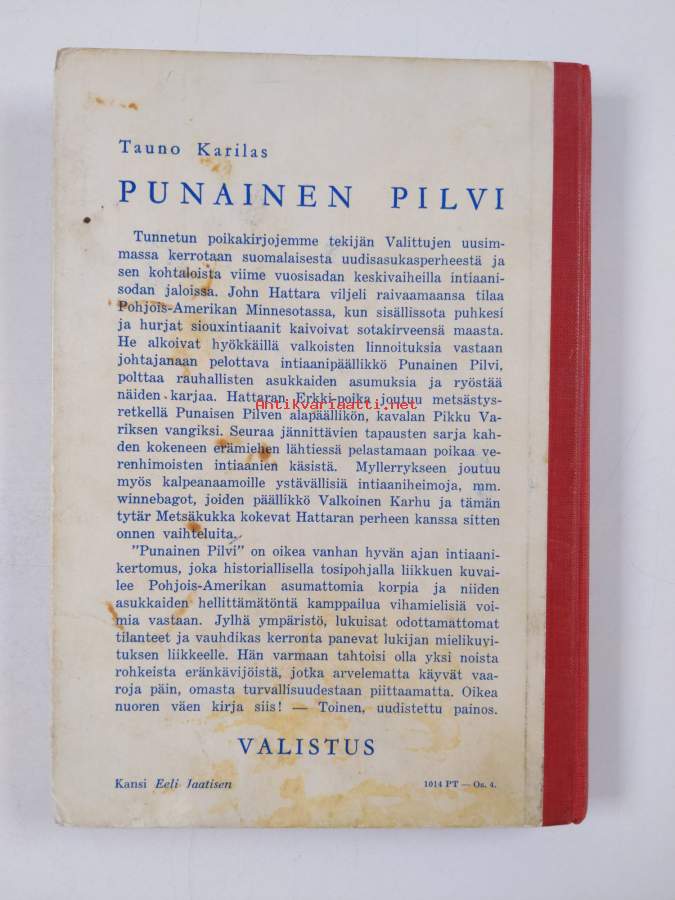 Tauno Karilas
PUNAINEN PILVI
Tunnetun poikakirjojemme tekijän Valittujen uusim-
massa kerrotaan suomalaisesta uudisasukasperheestä ja
sen kohtaloista viime vuosisadan keskivaiheilla intiaani-
sodan jaloissa. John Hattara viljeli raivaamaansa tilaa
Pohjois-Amerikan Minnesotassa, kun sisällissota puhkesi
ja hurjat siouxintiaanit kaivoivat sotakirveensä maasta.
He alkoivat hyökkäillä valkoisten linnoituksia vastaan
johtajanaan pelottava intiaanipäällikkö Punainen Pilvi,
polttaa rauhallisten asukkaiden asumuksia ja ryöstää
näiden karjaa. Hattaran Erkki-poika joutuu metsästys-
Antikvariaatti.net
retkellä Punaisen Pilven alapäällikön, kavalan Pikku Va-
riksen vangiksi. Seuraa jännittävien tapausten sarja kah-
den kokeneen erämiehen lähtiessä pelastamaan poikaa ve-
renhimoisten intiaanien käsistä. Myllerrykseen joutuu
myös kalpeanaamoille ystävällisiä intiaaniheimoja, mm.
winnebagot, joiden päällikkö Valkoinen Karhu ja tämän
tytär Metsäkukka kokevat Hattaran perheen kanssa sitten
onnen vaihteluita.
"Punainen Pilvi" on oikea vanhan hyvän ajan intiaani-
kertomus, joka historiallisella tosipohjalla liikkuen kuvai-
lee Pohjois-Amerikan asumattomia korpia ja niiden
asukkaiden hellittämätöntä kamppailua vihamielisiä voi-
mia vastaan. Jylhä ympäristö, lukuisat odottamattomat
tilanteet ja vauhdikas kerronta panevat lukijan mielikuvi-
tuksen liikkeelle. Hän varmaan tahtoisi olla yksi noista
rohkeista eränkävijöistä, jotka arvelematta käyvät vaa-
roja päin, omasta turvallisuudestaan piittaamatta. Oikea
nuoren väen kirja siis! — Toinen, uudistettu painos.
VALISTUS
Kansi Eeli Jaatisen
1014 PT — Os. 4.